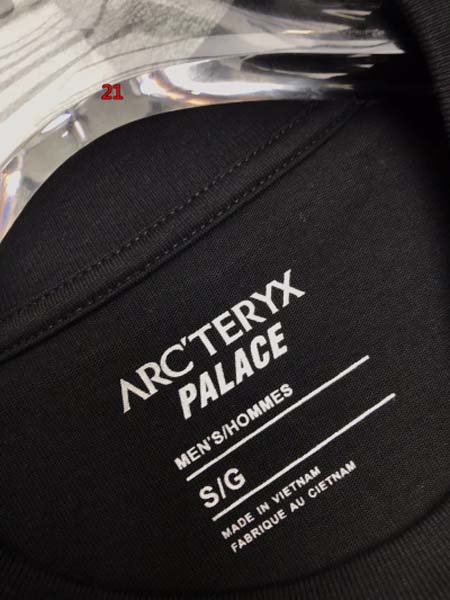 21
ARC'TERYX
PALACE
MEN'S/HOMMES
S/G
MADE IN VIETNAM
FABRIQUE AU CIETNAM